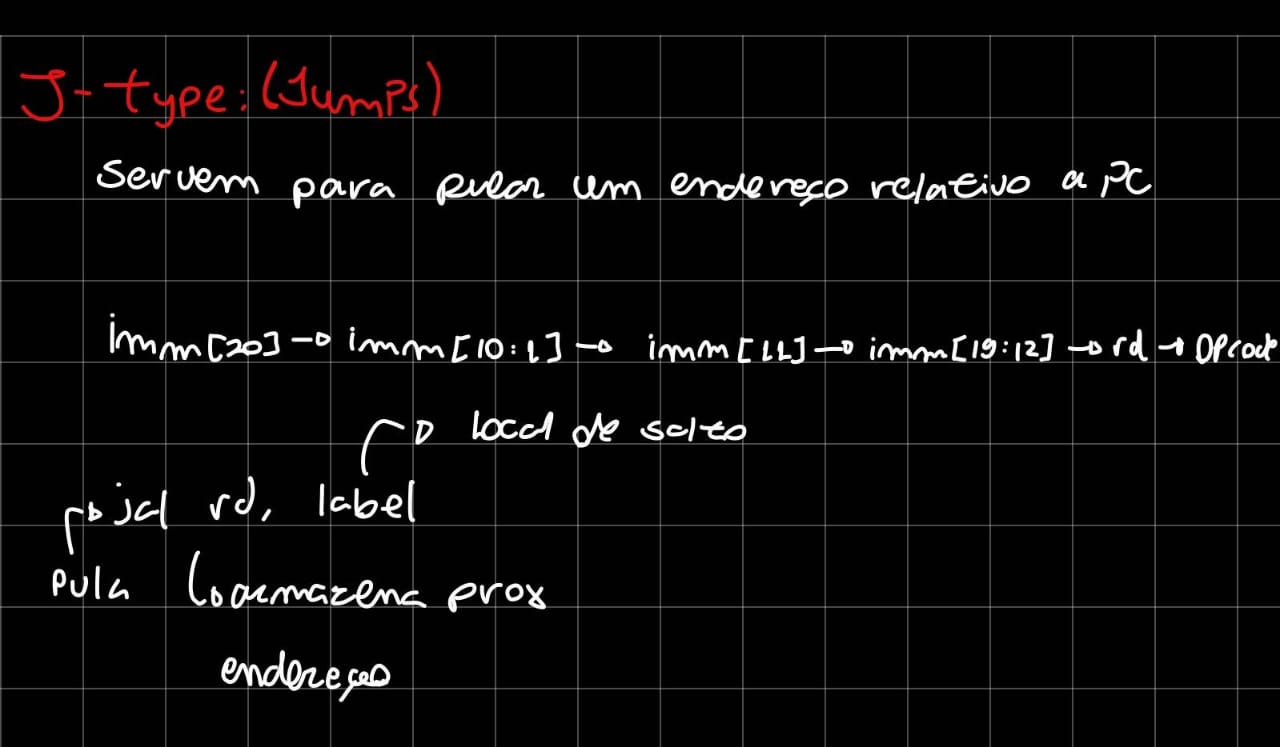 J-type: (Jumps)
Servem para pular um endereço relativo a PC
imm[20] → imm[10:1] → imm[11] → imm[19:12] → rd → OPcode
→ local de salto
→ jal rd, label
Pula → armazena prox
endereço